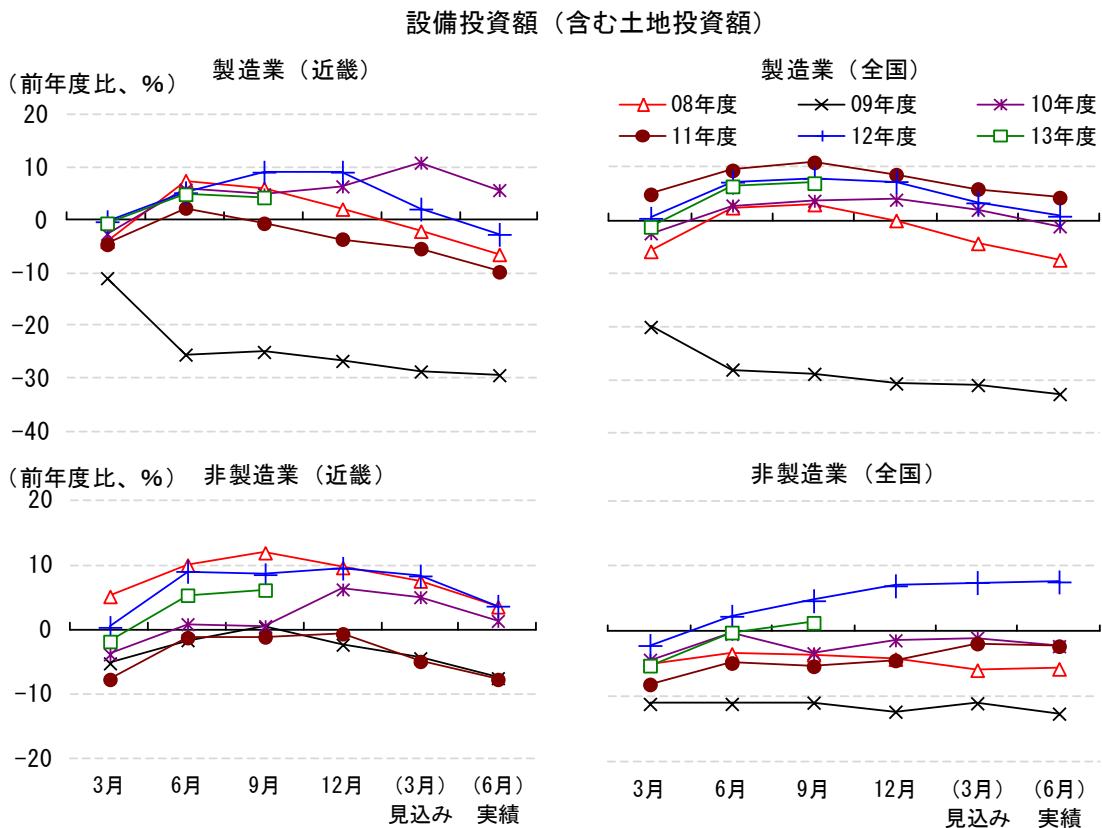 設備投資額（含む土地投資額）
（前年度比、%）
製造業（近畿）
製造業（全国）
08年度
09年度
10年度
11年度
12年度
13年度
20
10
0
-10
-20
-30
-40
（前年度比、%）
非製造業（近畿）
非製造業（全国）
20
10
0
-10
-20
3月 6月 9月 12月 （3月） （6月）
見込み 実績
3月 6月 9月 12月 （3月） （6月）
見込み 実績